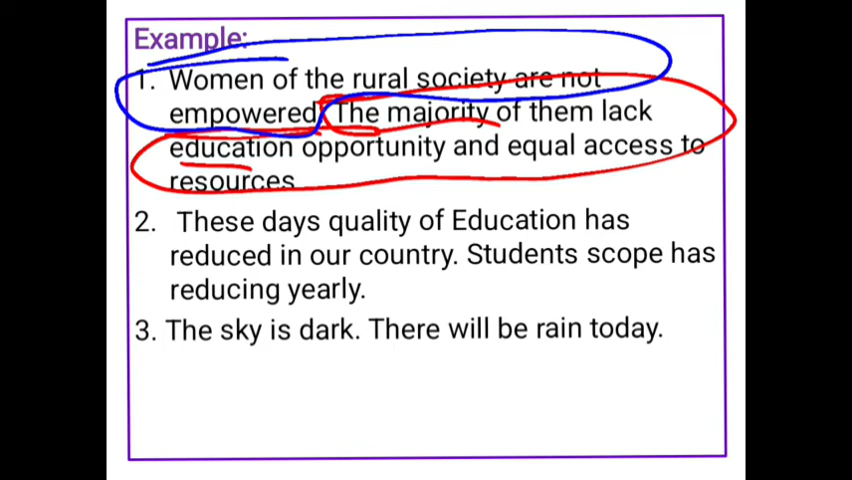 Example:
1. Women of the rural society are not
empowered. The majority of them lack
education opportunity and equal access to
resources
2. These days quality of Education has
reduced in our country. Students scope has
reducing yearly.
3. The sky is dark. There will be rain today.